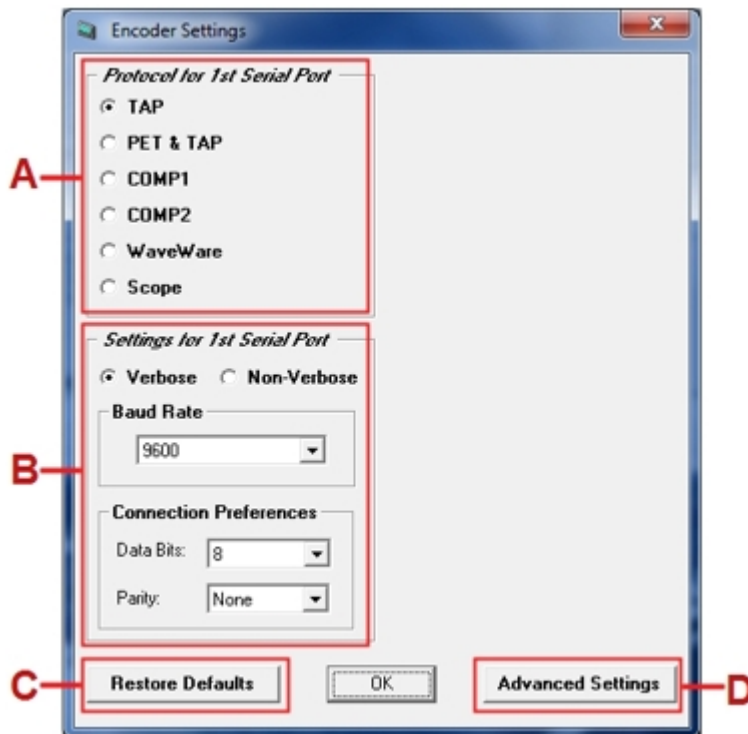 Encoder Settings
Protocol for 1st Serial Port
TAP
PET & TAP
A
COMP1
COMP2
WaveWare
Scope
Settings for 1st Serial Port
Verbose Non-Verbose
Baud Rate
9600
B
Connection Preferences
Data Bits: 8
Parity: None
C
Restore Defaults OK Advanced Settings
D